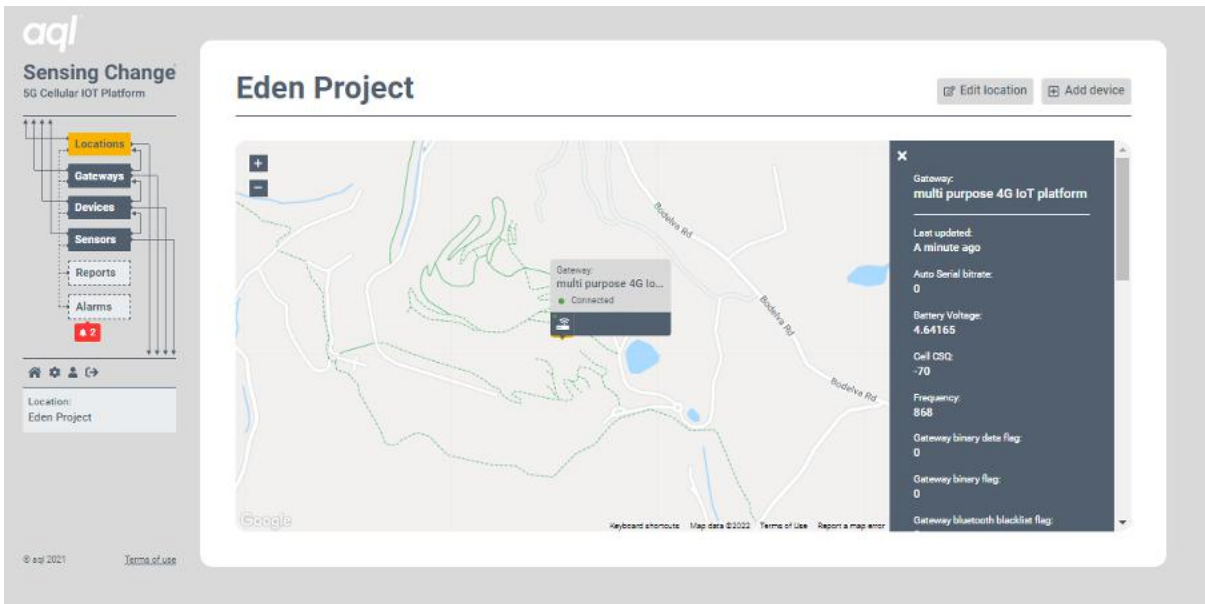 aql
Sensing Change
5G Cellular IOT Platform
Locations
Gateways
Devices
Sensors
Reports
Alarms
2
Location:
Eden Project
© aql 2021
Terms of use
Eden Project
Edit location
Add device
+
−
Bodelva Rd
Bodelva Rd
Bodelva Rd
Gateway:
multi purpose 4G Io...
Connected
Google
Keyboard shortcuts
Map data ©2022
Terms of Use
Report a map error
Gateway:
multi purpose 4G IoT platform
Last updated:
A minute ago
Auto Serial bitrate:
0
Battery Voltage:
4.64165
Cell CSQ:
-70
Frequency:
868
Gateway binary date flag:
0
Gateway binary flag:
0
Gateway bluetooth blacklist flag: